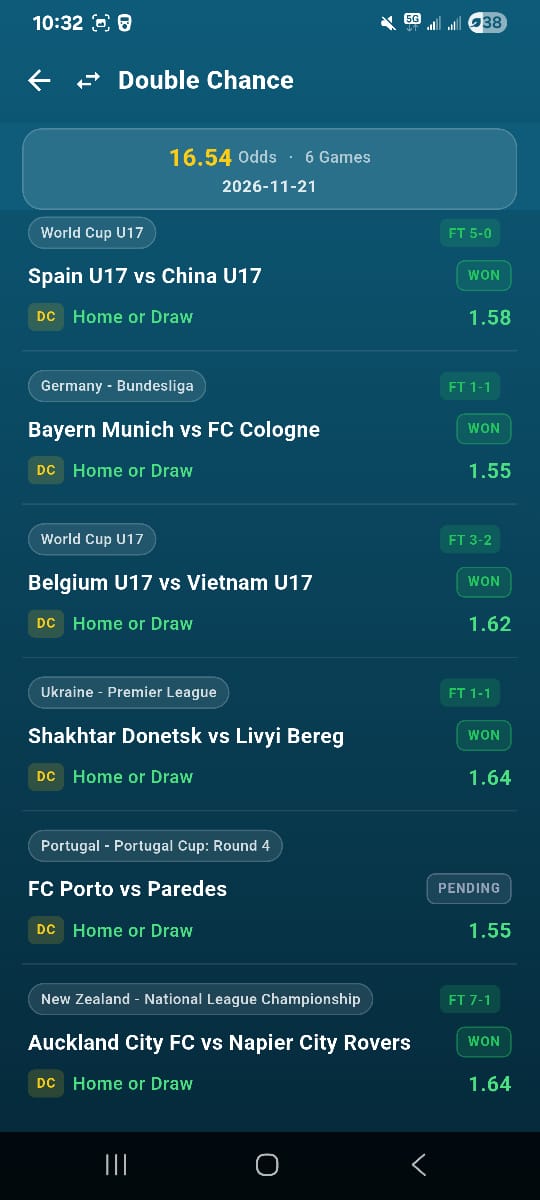 10:32 5G 38
Double Chance
16.54 Odds · 6 Games
2026-11-21
World Cup U17 FT 5-0
Spain U17 vs China U17 WON
DC Home or Draw 1.58
Germany - Bundesliga FT 1-1
Bayern Munich vs FC Cologne WON
DC Home or Draw 1.55
World Cup U17 FT 3-2
Belgium U17 vs Vietnam U17 WON
DC Home or Draw 1.62
Ukraine - Premier League FT 1-1
Shakhtar Donetsk vs Livyi Bereg WON
DC Home or Draw 1.64
Portugal - Portugal Cup: Round 4
FC Porto vs Paredes PENDING
DC Home or Draw 1.55
New Zealand - National League Championship FT 7-1
Auckland City FC vs Napier City Rovers WON
DC Home or Draw 1.64